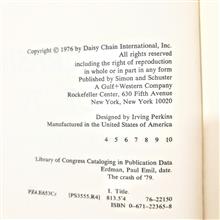 Copyright © 1976 by Daisy Chain International, Inc.
All rights reserved
including the right of reproduction
in whole or in part in any form
Published by Simon and Schuster
A Gulf+Western Company
Rockefeller Center, 630 Fifth Avenue
New York, New York 10020
Designed by Irving Perkins
Manufactured in the United States of America
4 5 6 7 8 9 10
Library of Congress Cataloging in Publication Data
Erdman, Paul Emil, date.
The crash of '79.
I. Title.
PZ4.E653Cr [PS3555.R4] 813.5'4 76-22150
ISBN 0-671-22365-8